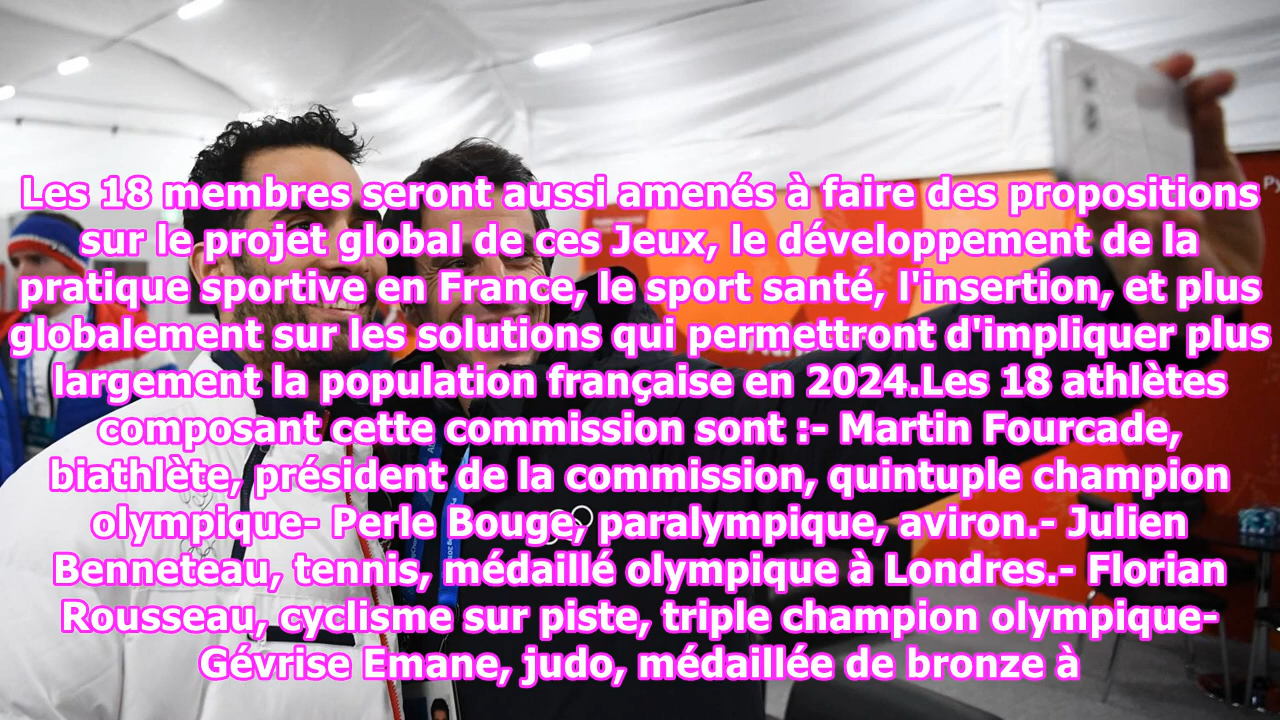 Les 18 membres seront aussi amenés à faire des propositions
sur le projet global de ces Jeux, le développement de la
pratique sportive en France, le sport santé, l'insertion, et plus
globalement sur les solutions qui permettront d'impliquer plus
largement la population française en 2024.Les 18 athlètes
composant cette commission sont :- Martin Fourcade,
biathlète, président de la commission, quintuple champion
olympique- Perle Bouge, paralympique, aviron.- Julien
Benneteau, tennis, médaillé olympique à Londres.- Florian
Rousseau, cyclisme sur piste, triple champion olympique-
Gévrise Emane, judo, médaillée de bronze à